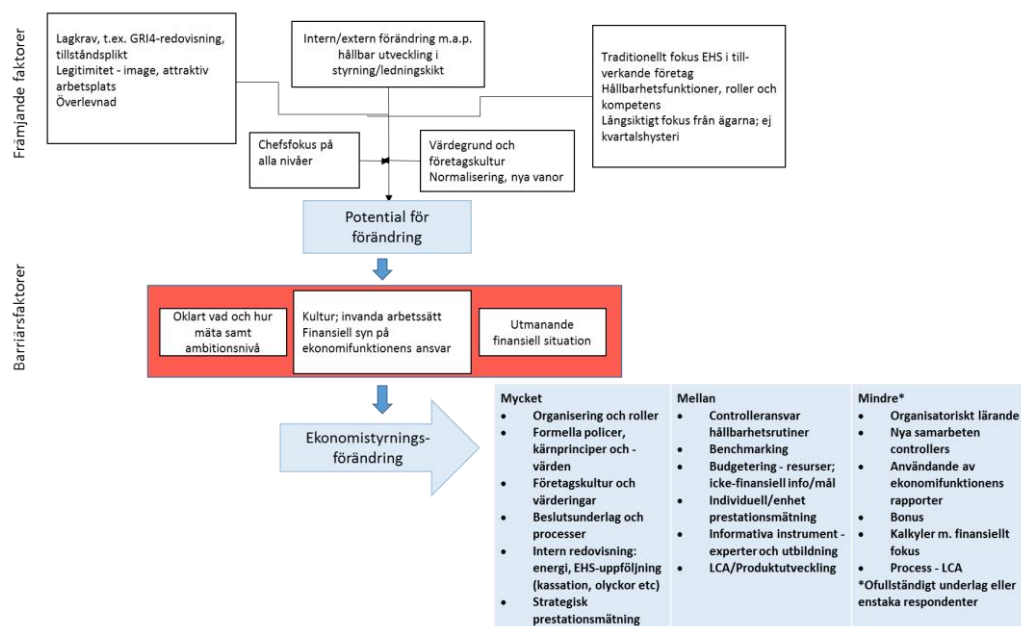 Främjande faktorer
Lagkrav, t.ex. GRI4-redovisning,
tillståndsplikt
Legitimitet - image, attraktiv
arbetsplats
Överlevnad
Intern/extern förändring m.a.p.
hållbar utveckling i
styrning/ledningskikt
Traditionellt fokus EHS i till-
verkande företag
Hållbarhetsfunktioner, roller och
kompetens
Långsiktigt fokus från ägarna; ej
kvartalshysteri
Chefsfokus på
alla nivåer
Värdegrund och
företagskultur
Normalisering, nya vanor
Potential för
förändring
Barriärsfaktorer
Oklart vad och hur
mäta samt
ambitionsnivå
Kultur; invanda arbetssätt
Finansiell syn på
ekonomifunktionens ansvar
Utmanande
finansiell situation
Ekonomistyrnings-
förändring
Mycket
• Organisering och roller
• Formella policer,
kärnprinciper och -
värden
• Företagskultur och
värderingar
• Beslutsunderlag och
processer
• Intern redovisning:
energi, EHS-uppföljning
(kassation, olyckor etc)
• Strategisk
prestationsmätning
Mellan
• Controlleransvar
hållbarhetsrutiner
• Benchmarking
• Budgetering - resurser;
icke-finansiell info/mål
• Individuell/enhet
prestationsmätning
• Informativa instrument -
experter och utbildning
• LCA/Produktutveckling
Mindre*
• Organisatoriskt lärande
• Nya samarbeten
controllers
• Användande av
ekonomifunktionens
rapporter
• Bonus
• Kalkyler m. finansiellt
fokus
• Process - LCA
*Ofullständigt underlag eller
enstaka respondenter